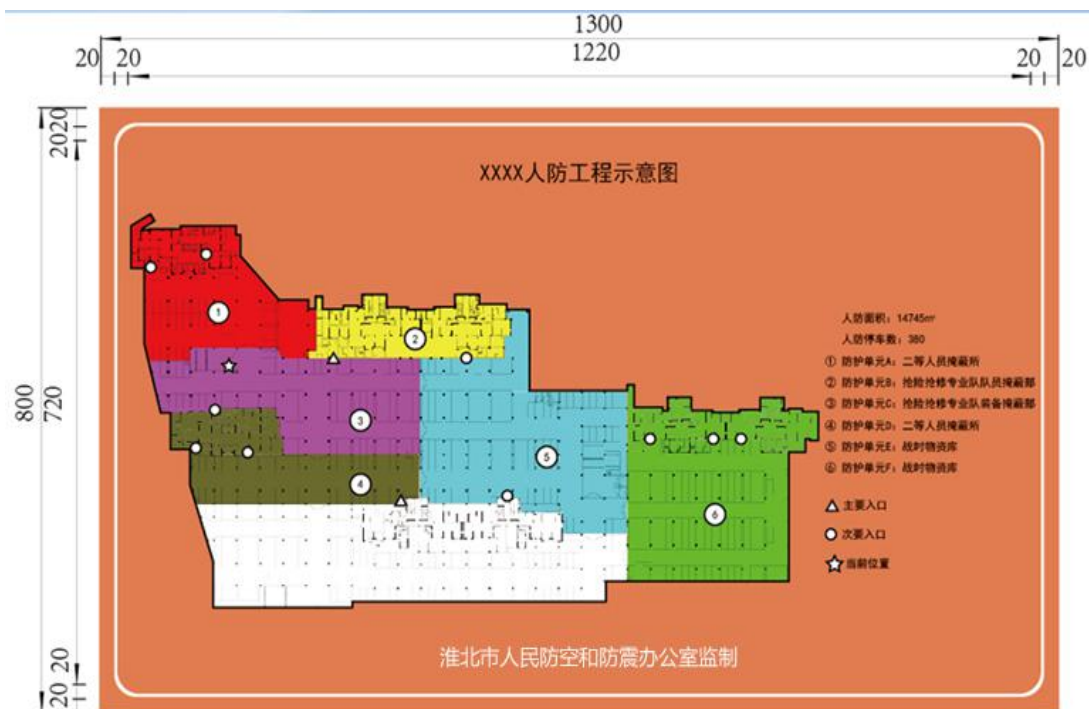 1300
20 20 1220 20 20
20
20
XXXX人防工程示意图
人防面积：14745㎡
人防停车数：380
① 防护单元A：二等人员掩蔽所
② 防护单元B：抢险抢修专业队队员掩蔽部
③ 防护单元C：抢险抢修专业队装备掩蔽部
④ 防护单元D：二等人员掩蔽所
⑤ 防护单元E：战时物资库
⑥ 防护单元F：战时物资库
主要入口
次要入口
当前位置
1
2
3
4
5
6
800
720
20
20
淮北市人民防空和防震办公室监制